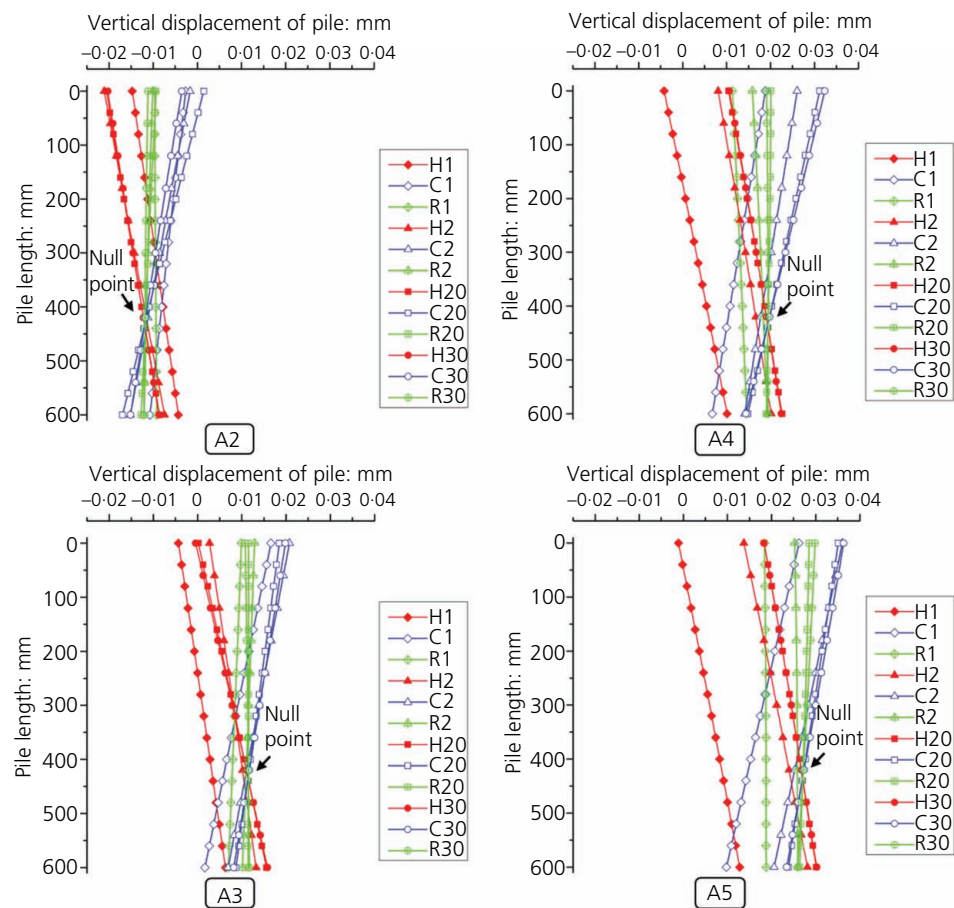 Vertical displacement of pile: mm
−0·02 −0·01 0 0·01 0·02 0·03 0·04
0
100
200
300
400
500
600
Pile length: mm
Null
point
H1
C1
R1
H2
C2
R2
H20
C20
R20
H30
C30
R30
A2
Vertical displacement of pile: mm
−0·02 −0·01 0 0·01 0·02 0·03 0·04
0
100
200
300
400
500
600
Pile length: mm
Null
point
H1
C1
R1
H2
C2
R2
H20
C20
R20
H30
C30
R30
A4
Vertical displacement of pile: mm
−0·02 −0·01 0 0·01 0·02 0·03 0·04
0
100
200
300
400
500
600
Pile length: mm
Null
point
H1
C1
R1
H2
C2
R2
H20
C20
R20
H30
C30
R30
A3
Vertical displacement of pile: mm
−0·02 −0·01 0 0·01 0·02 0·03 0·04
0
100
200
300
400
500
600
Pile length: mm
Null
point
H1
C1
R1
H2
C2
R2
H20
C20
R20
H30
C30
R30
A5